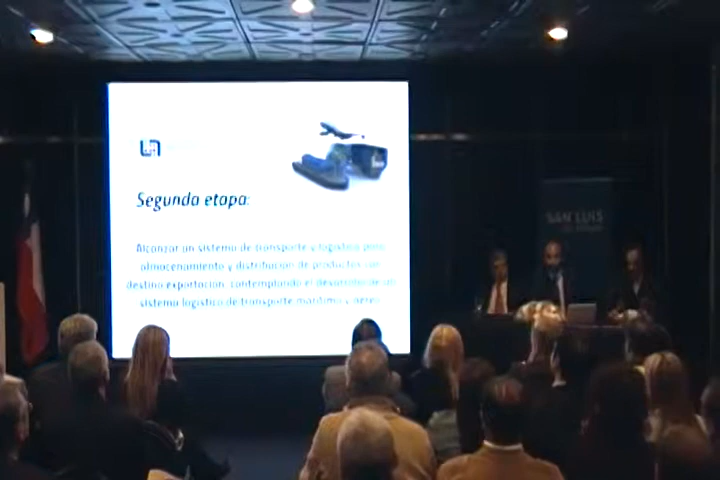 Segunda etapa:
Alcanzar un sistema de transporte y logística para
almacenamiento y distribución de productos con
destino exportación, contemplando el desarrollo de un
sistema logístico de transporte marítimo y aéreo
SAN LUIS